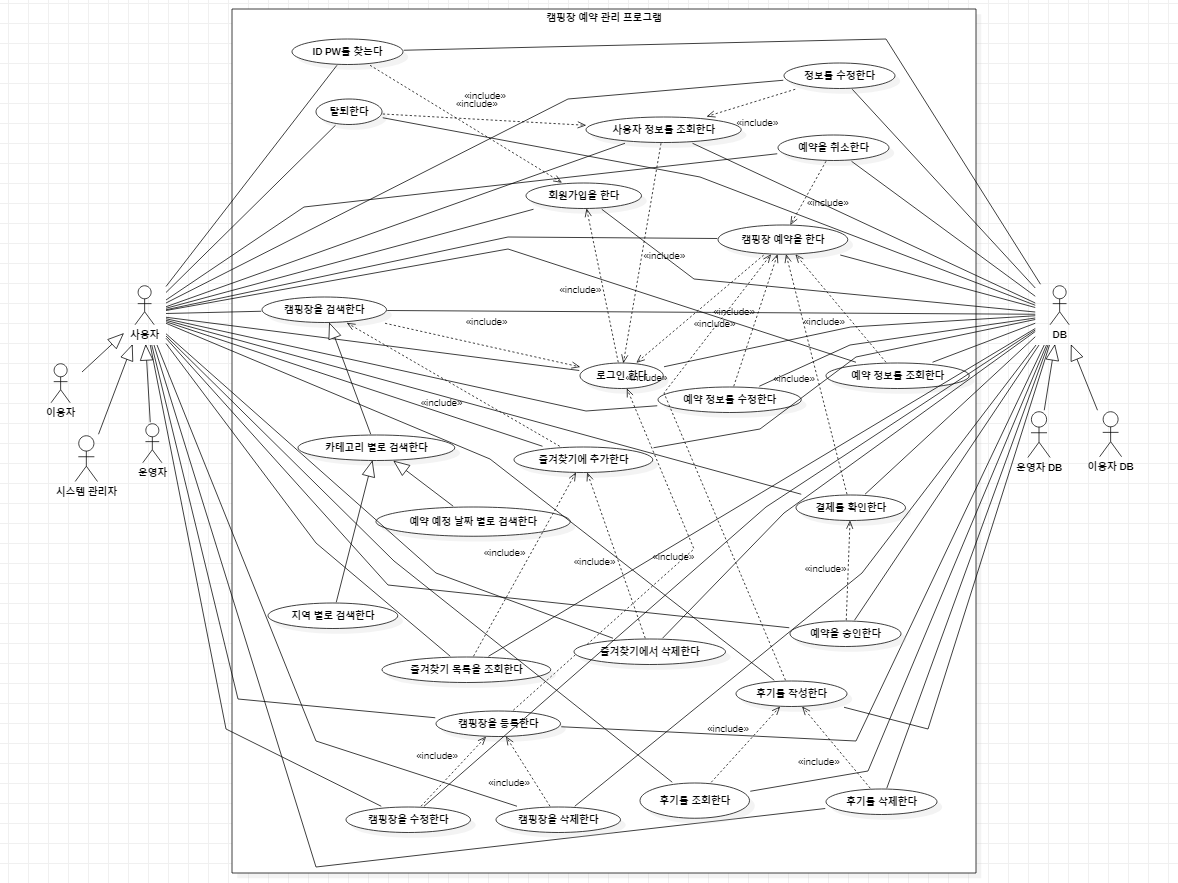 캠핑장 예약 관리 프로그램
ID PW를 찾는다
정보를 수정한다
«include»
«include»
탈퇴한다
사용자 정보를 조회한다
«include»
예약을 취소한다
회원가입을 한다
«include»
캠핑장 예약을 한다
«include»
«include»
캠핑장을 검색한다
«include»
«include»
«include»
«include»
사용자
DB
로그인 한다
«include»
«include»
예약 정보를 조회한다
예약 정보를 수정한다
이용자
«include»
카테고리 별로 검색한다
즐겨찾기에 추가한다
운영자
시스템 관리자
운영자 DB
이용자 DB
결제를 확인한다
예약 예정 날짜 별로 검색한다
«include»
«include»
«include»
«include»
지역 별로 검색한다
예약을 승인한다
즐겨찾기에서 삭제한다
즐겨찾기 목록을 조회한다
후기를 작성한다
캠핑장을 등록한다
«include»
«include»
«include»
«include»
후기를 조회한다
후기를 삭제한다
캠핑장을 수정한다
캠핑장을 삭제한다